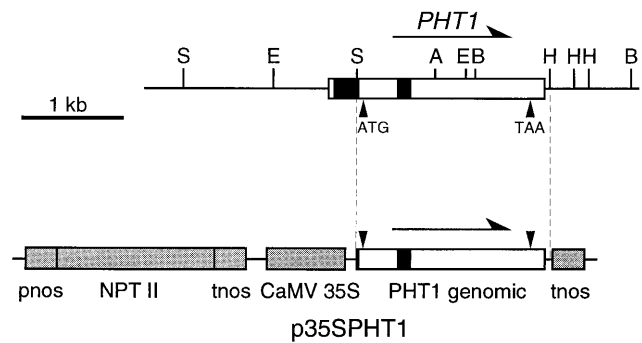 PHT1
S E S A E B H H H B
1 kb
ATG TAA
pnos NPT II tnos CaMV 35S PHT1 genomic tnos
p35SPHT1